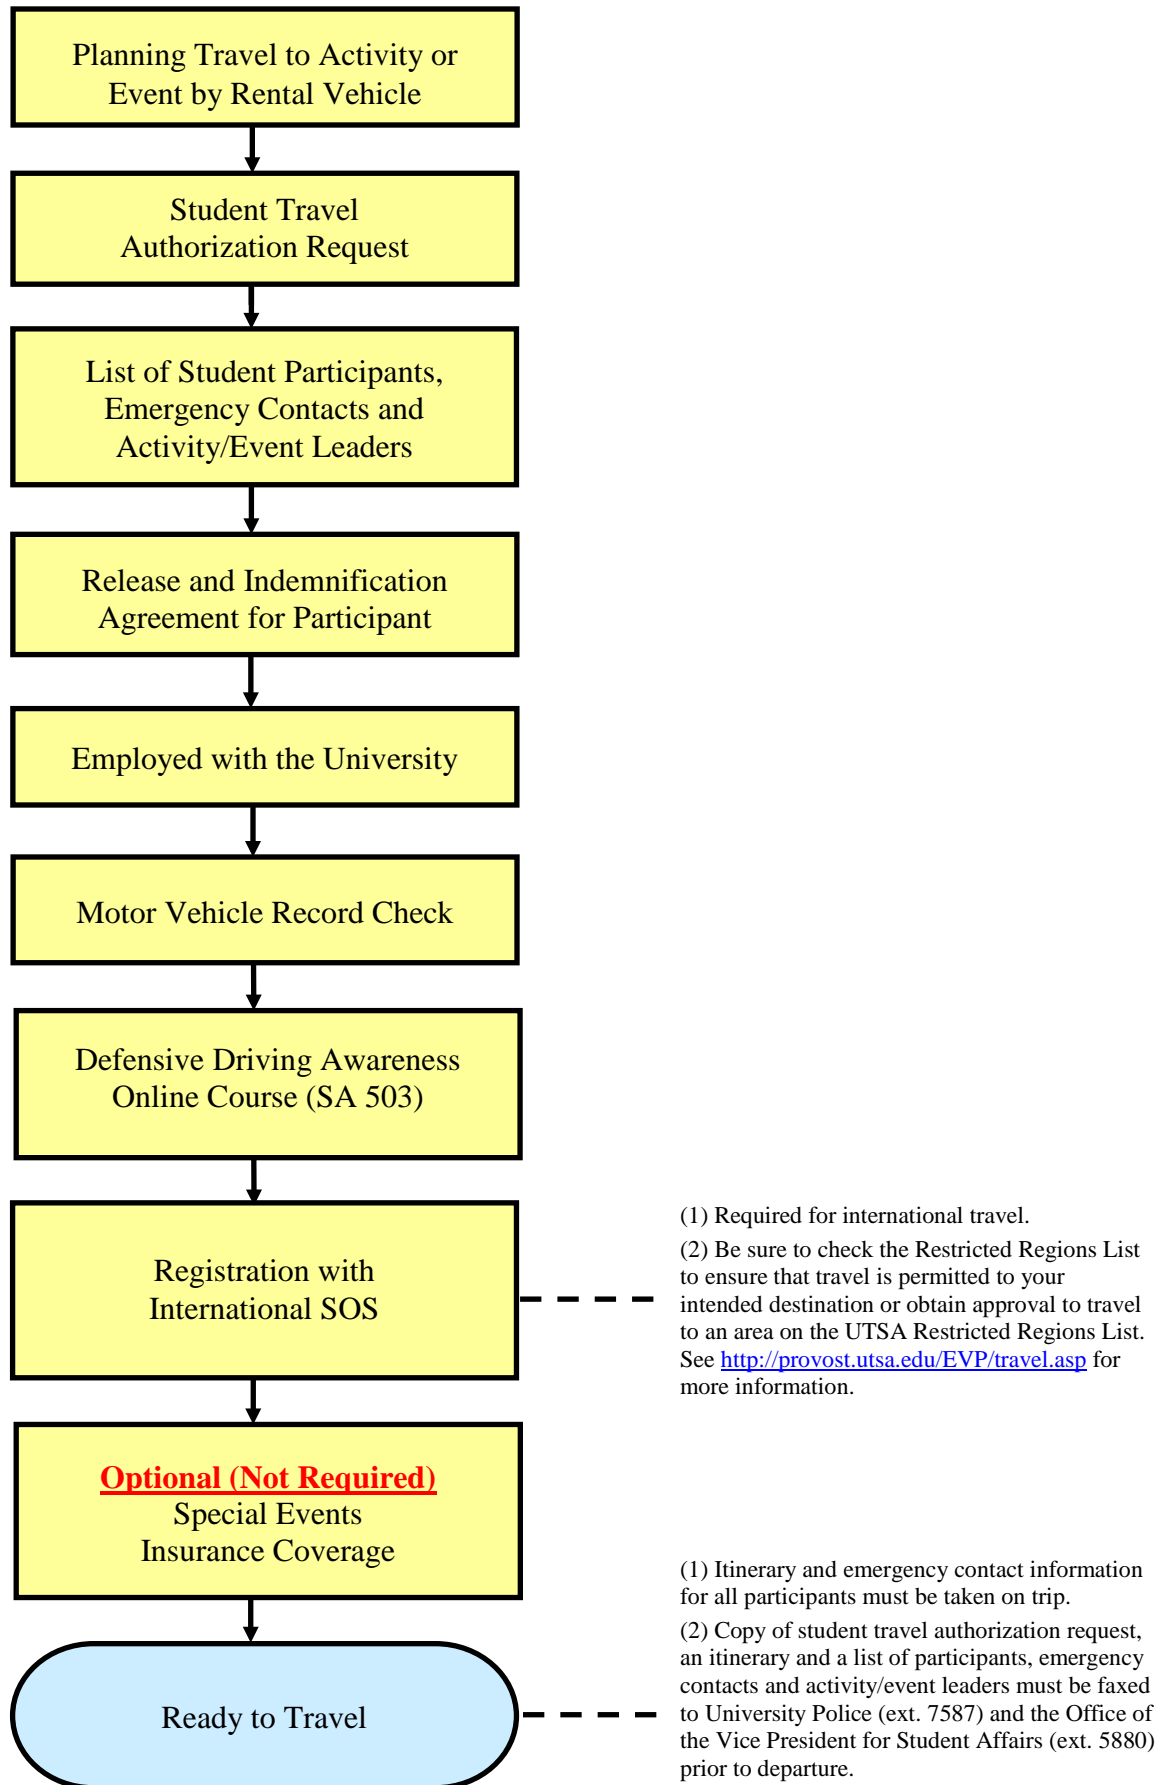 Planning Travel to Activity or
Event by Rental Vehicle
Student Travel
Authorization Request
List of Student Participants,
Emergency Contacts and
Activity/Event Leaders
Release and Indemnification
Agreement for Participant
Employed with the University
Motor Vehicle Record Check
Defensive Driving Awareness
Online Course (SA 503)
Registration with
International SOS
(1) Required for international travel.
(2) Be sure to check the Restricted Regions List
to ensure that travel is permitted to your
intended destination or obtain approval to travel
to an area on the UTSA Restricted Regions List.
See http://provost.utsa.edu/EVP/travel.asp for
more information.
Optional (Not Required)
Special Events
Insurance Coverage
(1) Itinerary and emergency contact information
for all participants must be taken on trip.
(2) Copy of student travel authorization request,
an itinerary and a list of participants, emergency
contacts and activity/event leaders must be faxed
to University Police (ext. 7587) and the Office of
the Vice President for Student Affairs (ext. 5880)
prior to departure.
Ready to Travel